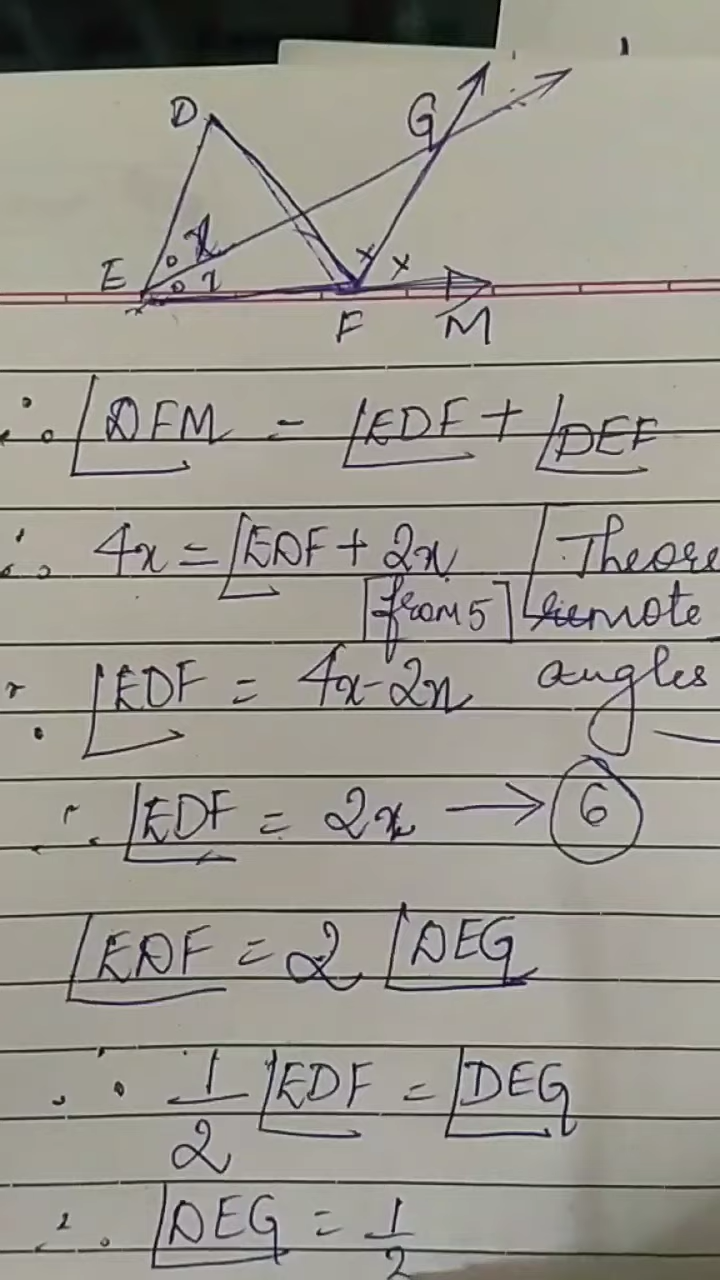 D
G
x
E x
x x
F M
∴ ∠DFM = ∠EDF + ∠DEF
∴ 4x = ∠EDF + 2x [Theore
[from 5] remote
∴ ∠EDF = 4x-2x angles
∴ ∠EDF = 2x → 6
∠EDF = 2 ∠DEG
∴ 1/2 ∠EDF = ∠DEG
∴ ∠DEG = 1/2